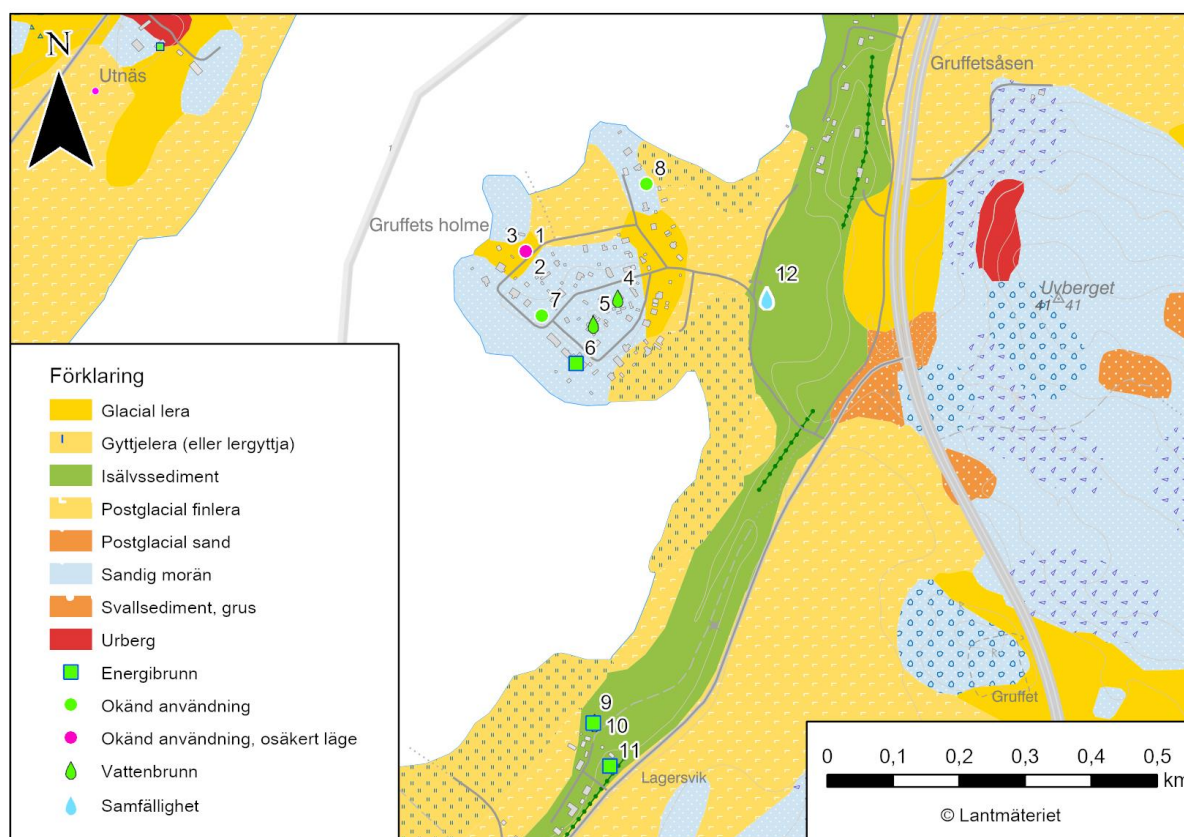 N
Utnäs
Gruffetsåsen
8
Gruffets holme
3
1
2
4
12
Uvberget
41 41
5
7
6
Förklaring
Glacial lera
Gyttjelera (eller lergyttja)
Isälvssediment
Postglacial finlera
Postglacial sand
Sandig morän
Svallsediment, grus
Urberg
Energibrunn
Okänd användning
Okänd användning, osäkert läge
Vattenbrunn
Samfällighet
Gruffet
9
10
11
Lagersvik
0 0,1 0,2 0,3 0,4 0,5
km
© Lantmäteriet